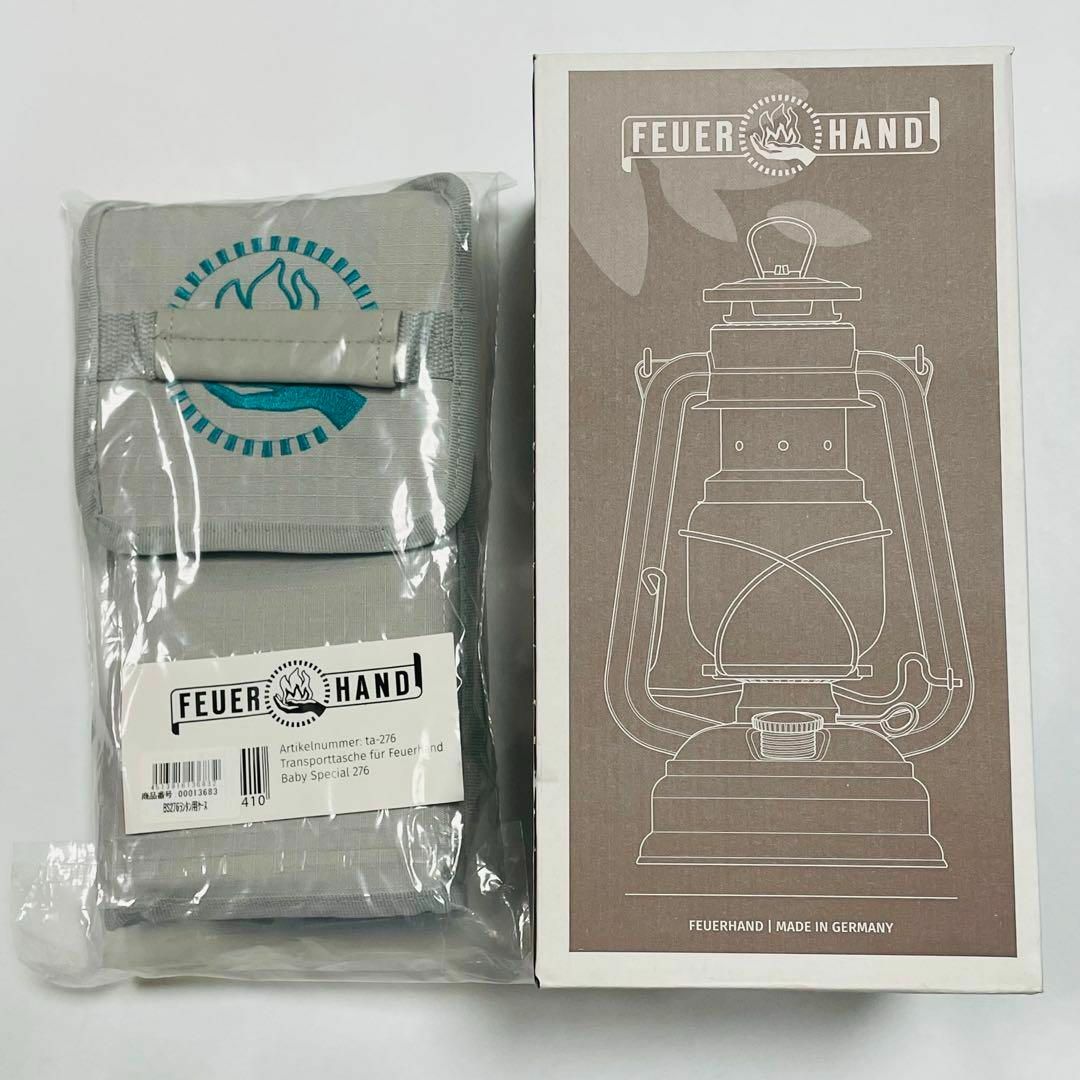 FEUER HAND
Artikelnummer: ta-276
Transporttasche für Feuerhand
Baby Special 276
商品番号 00013683
BS276ランタン用ケース
410
FEUER HAND
FEUERHAND | MADE IN GERMANY